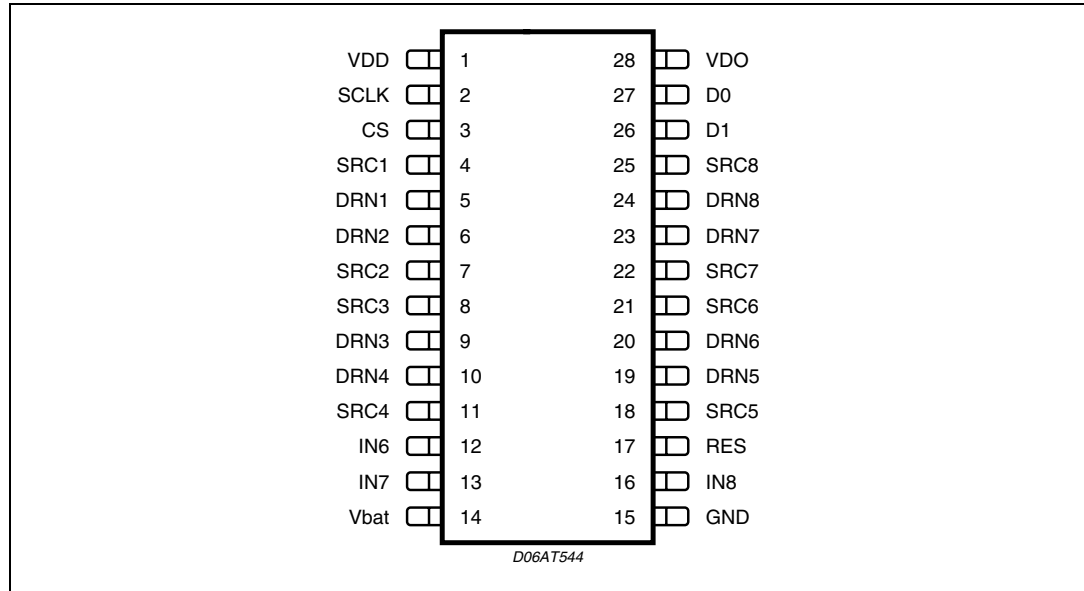 VDD 1 28 VDO
SCLK 2 27 D0
CS 3 26 D1
SRC1 4 25 SRC8
DRN1 5 24 DRN8
DRN2 6 23 DRN7
SRC2 7 22 SRC7
SRC3 8 21 SRC6
DRN3 9 20 DRN6
DRN4 10 19 DRN5
SRC4 11 18 SRC5
IN6 12 17 RES
IN7 13 16 IN8
Vbat 14 15 GND
D06AT544